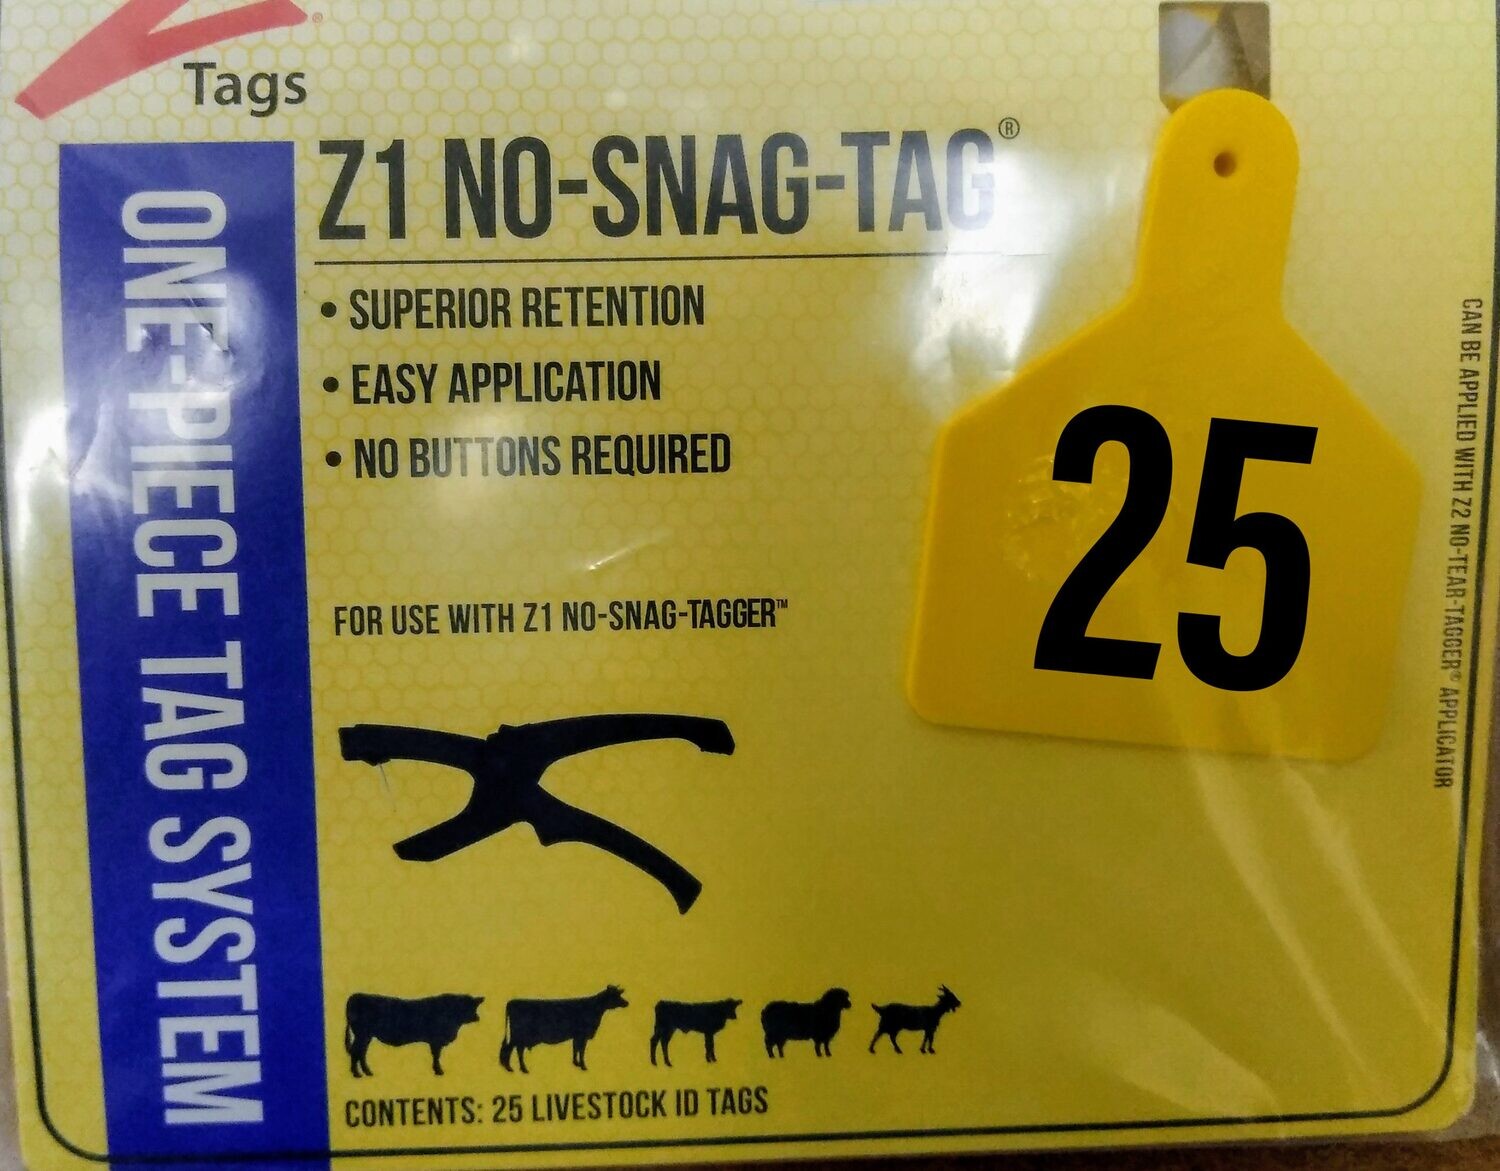 Tags
®
Z1 NO-SNAG-TAG®
• SUPERIOR RETENTION
• EASY APPLICATION
• NO BUTTONS REQUIRED
FOR USE WITH Z1 NO-SNAG-TAGGER™
CONTENTS: 25 LIVESTOCK ID TAGS
ONE-PIECE TAG SYSTEM
25
CAN BE APPLIED WITH Z2 NO-TEAR-TAGGER® APPLICATOR